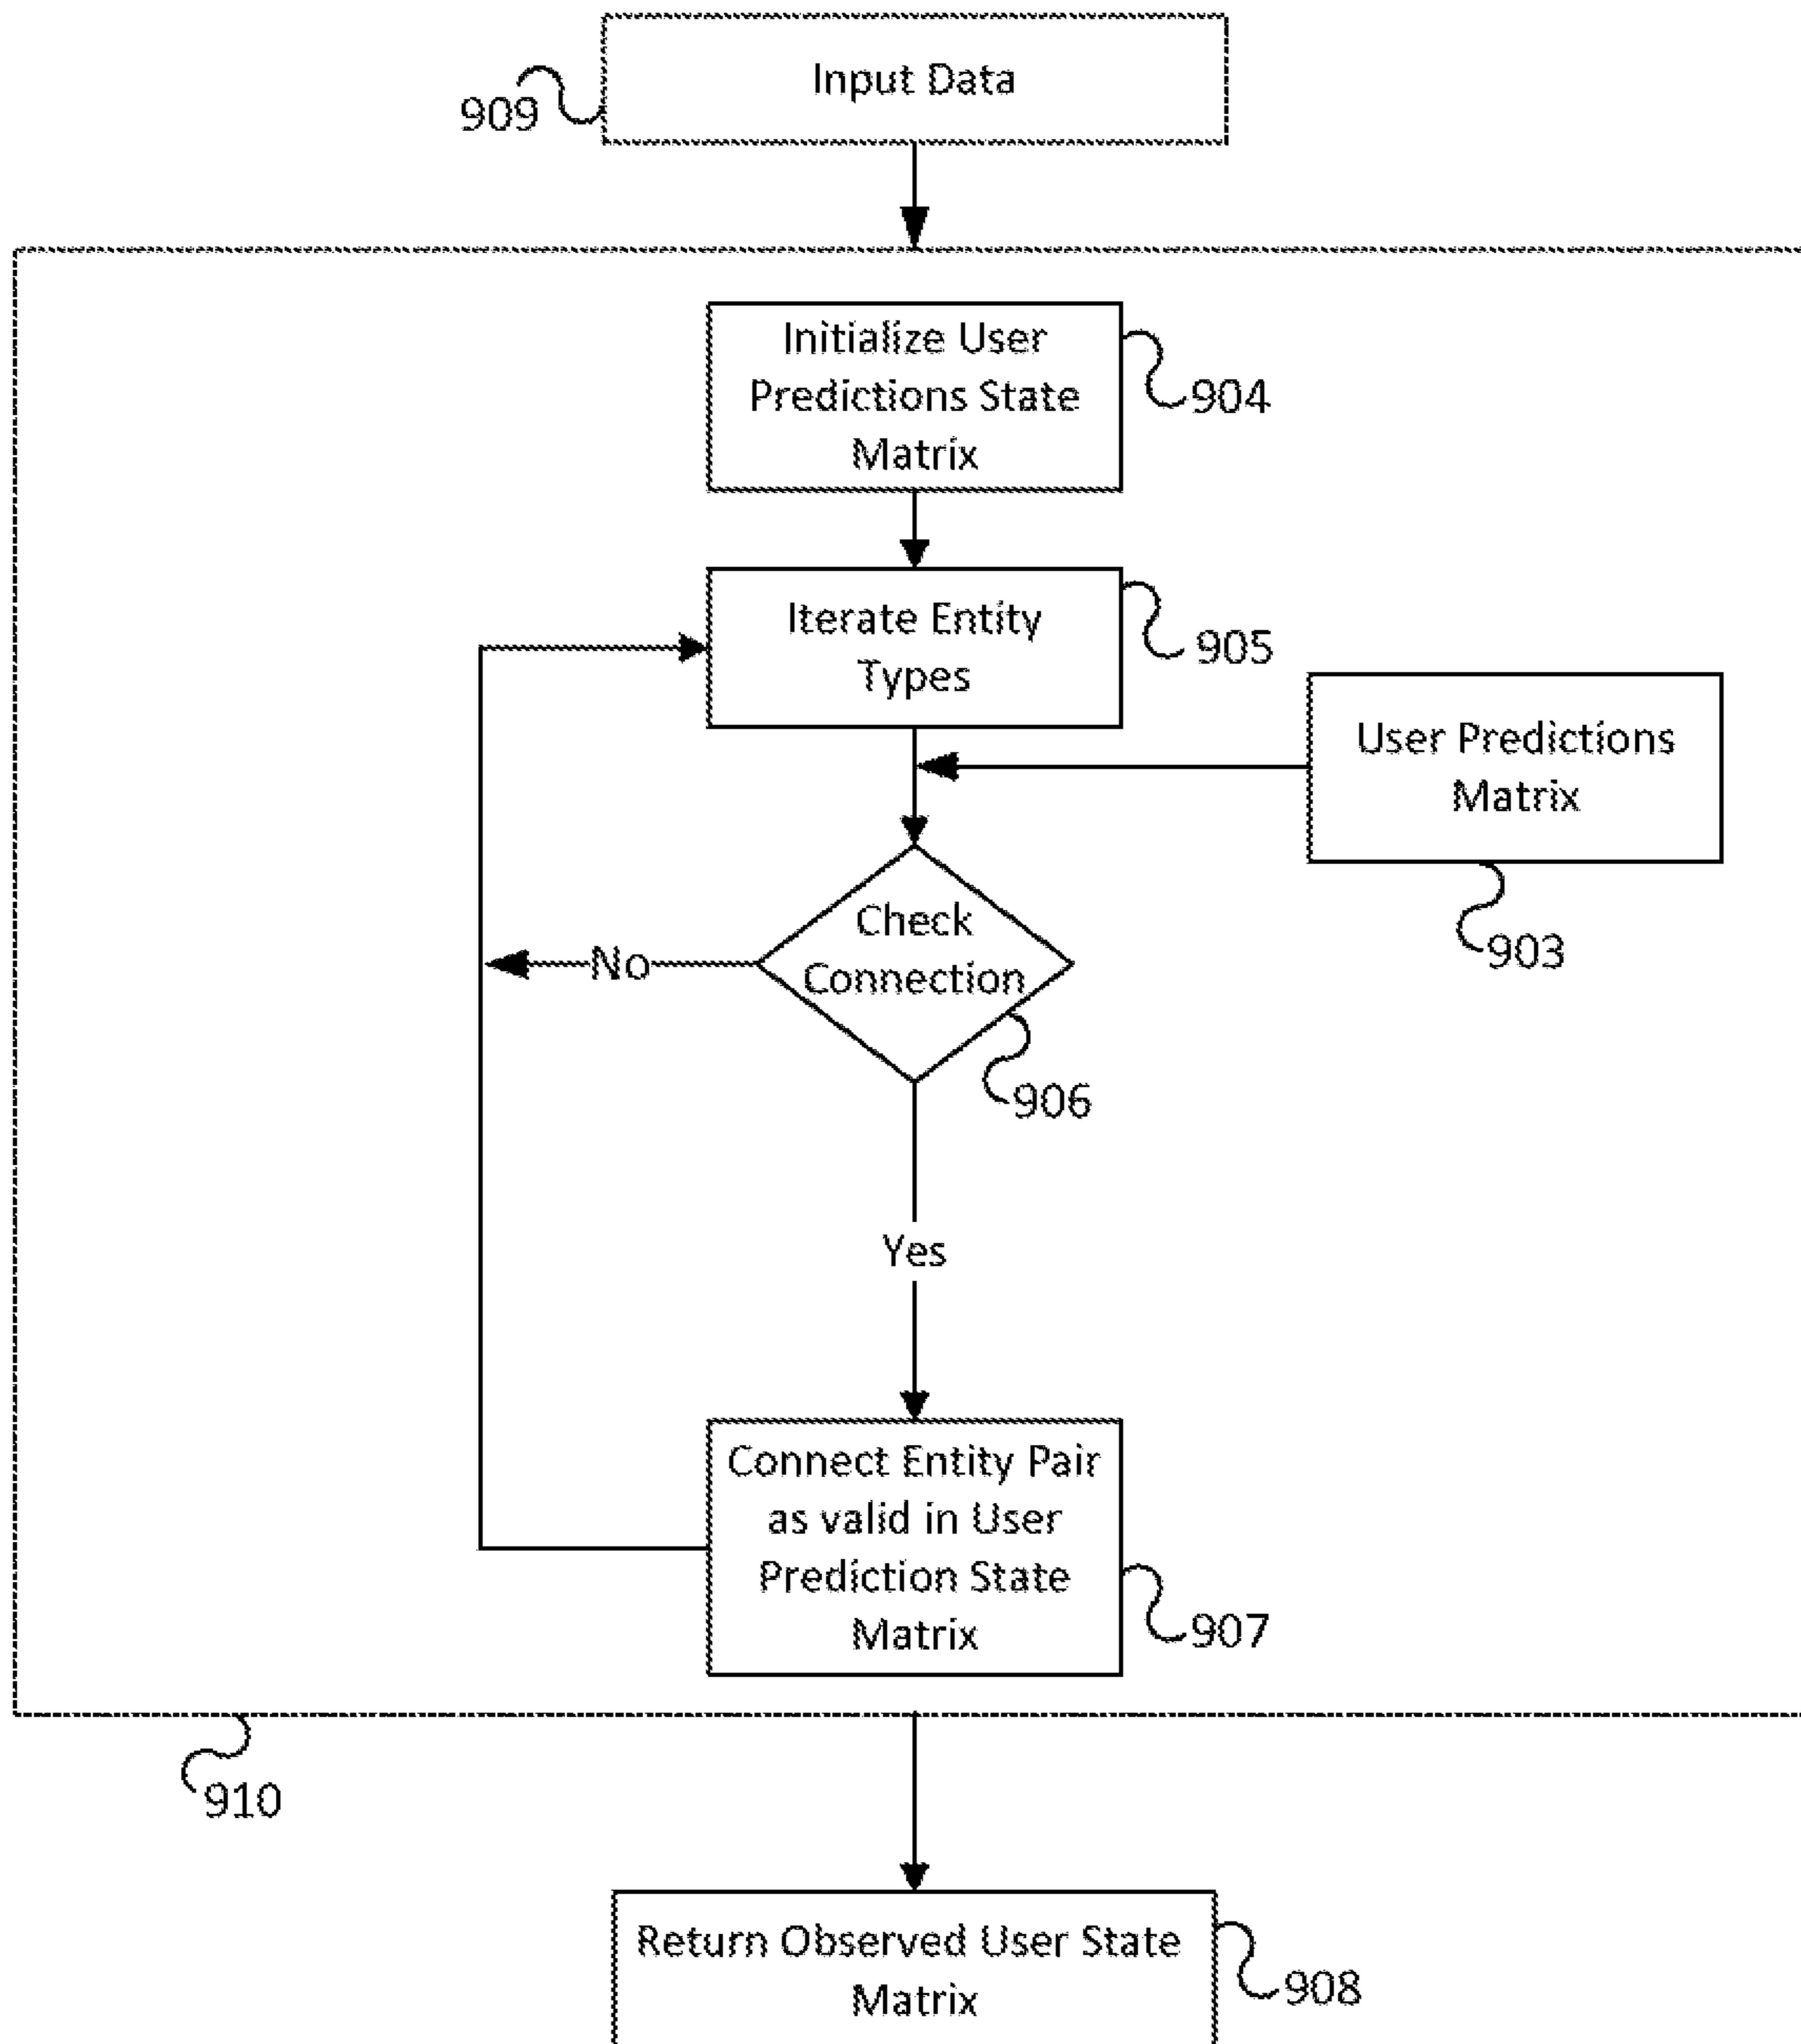 Input Data
909
Initialize User
Predictions State
Matrix
904
Iterate Entity
Types
905
User Predictions
Matrix
903
Check
Connection
No
906
Yes
Connect Entity Pair
as valid in User
Prediction State
Matrix
907
910
Return Observed User State
Matrix
908